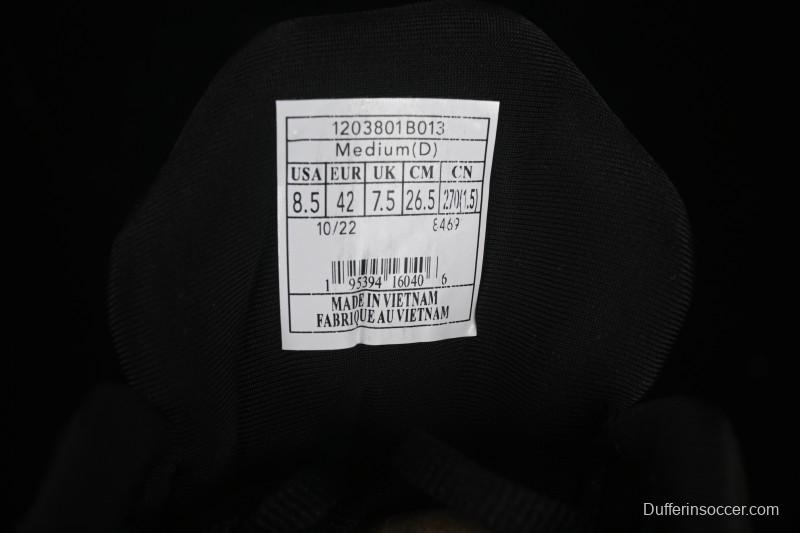 1203801B013
Medium(D)
USA EUR UK CM CN
8.5 42 7.5 26.5 270(1.5)
10/22 8469
1 95394 16040 6
MADE IN VIETNAM
FABRIQUE AU VIETNAM
Dufferinsoccer.com